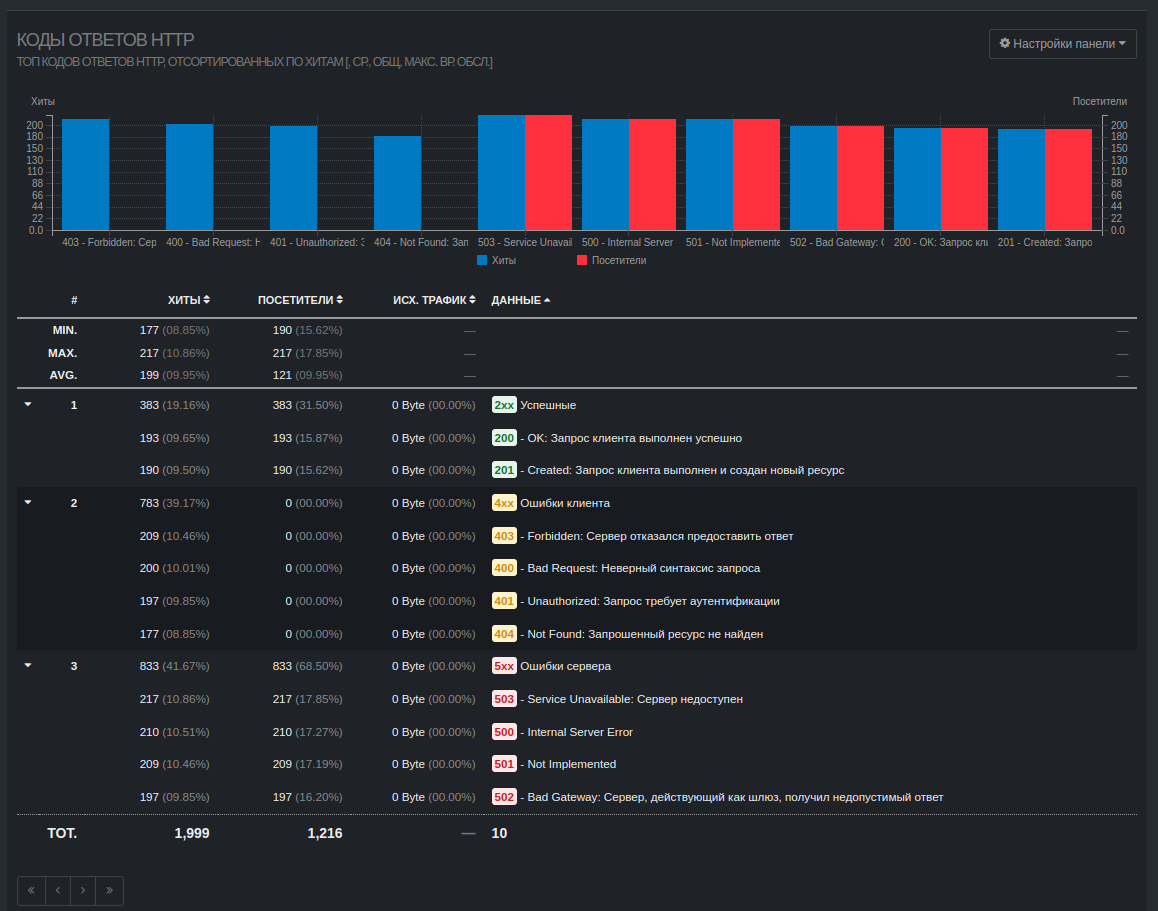 КОДЫ ОТВЕТОВ HTTP
Настройки панели
ТОП КОДОВ ОТВЕТОВ HTTP, ОТСОРТИРОВАННЫХ ПО ХИТАМ [, СР., ОБЩ, МАКС. ВР. ОБСЛ.]
Хиты Посетители
200 200
180 180
150 150
130 130
110 110
88 88
66 66
44 44
22 22
0.0 0.0
403 - Forbidden: Сер 400 - Bad Request: Н 401 - Unauthorized: З 404 - Not Found: Зап 503 - Service Unavail 500 - Internal Server 501 - Not Implemente 502 - Bad Gateway: С 200 - OK: Запрос кли 201 - Created: Запро
Хиты Посетители
# ХИТЫ ПОСЕТИТЕЛИ ИСХ. ТРАФИК ДАННЫЕ
MIN. 177 (08.85%) 190 (15.62%) — —
MAX. 217 (10.86%) 217 (17.85%) — —
AVG. 199 (09.95%) 121 (09.95%) — —
1 383 (19.16%) 383 (31.50%) 0 Byte (00.00%) 2xx Успешные
193 (09.65%) 193 (15.87%) 0 Byte (00.00%) 200 - OK: Запрос клиента выполнен успешно
190 (09.50%) 190 (15.62%) 0 Byte (00.00%) 201 - Created: Запрос клиента выполнен и создан новый ресурс
2 783 (39.17%) 0 (00.00%) 0 Byte (00.00%) 4xx Ошибки клиента
209 (10.46%) 0 (00.00%) 0 Byte (00.00%) 403 - Forbidden: Сервер отказался предоставить ответ
200 (10.01%) 0 (00.00%) 0 Byte (00.00%) 400 - Bad Request: Неверный синтаксис запроса
197 (09.85%) 0 (00.00%) 0 Byte (00.00%) 401 - Unauthorized: Запрос требует аутентификации
177 (08.85%) 0 (00.00%) 0 Byte (00.00%) 404 - Not Found: Запрошенный ресурс не найден
3 833 (41.67%) 833 (68.50%) 0 Byte (00.00%) 5xx Ошибки сервера
217 (10.86%) 217 (17.85%) 0 Byte (00.00%) 503 - Service Unavailable: Сервер недоступен
210 (10.51%) 210 (17.27%) 0 Byte (00.00%) 500 - Internal Server Error
209 (10.46%) 209 (17.19%) 0 Byte (00.00%) 501 - Not Implemented
197 (09.85%) 197 (16.20%) 0 Byte (00.00%) 502 - Bad Gateway: Сервер, действующий как шлюз, получил недопустимый ответ
TOT. 1,999 1,216 — 10
« ‹ › »